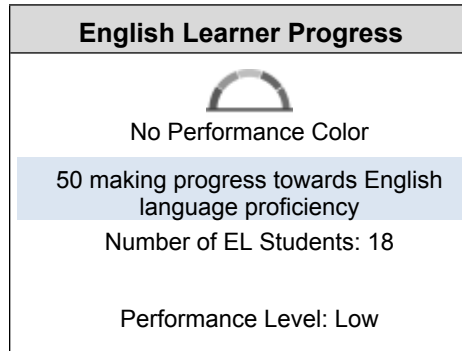 English Learner Progress
No Performance Color
50 making progress towards English
language proficiency
Number of EL Students: 18
Performance Level: Low